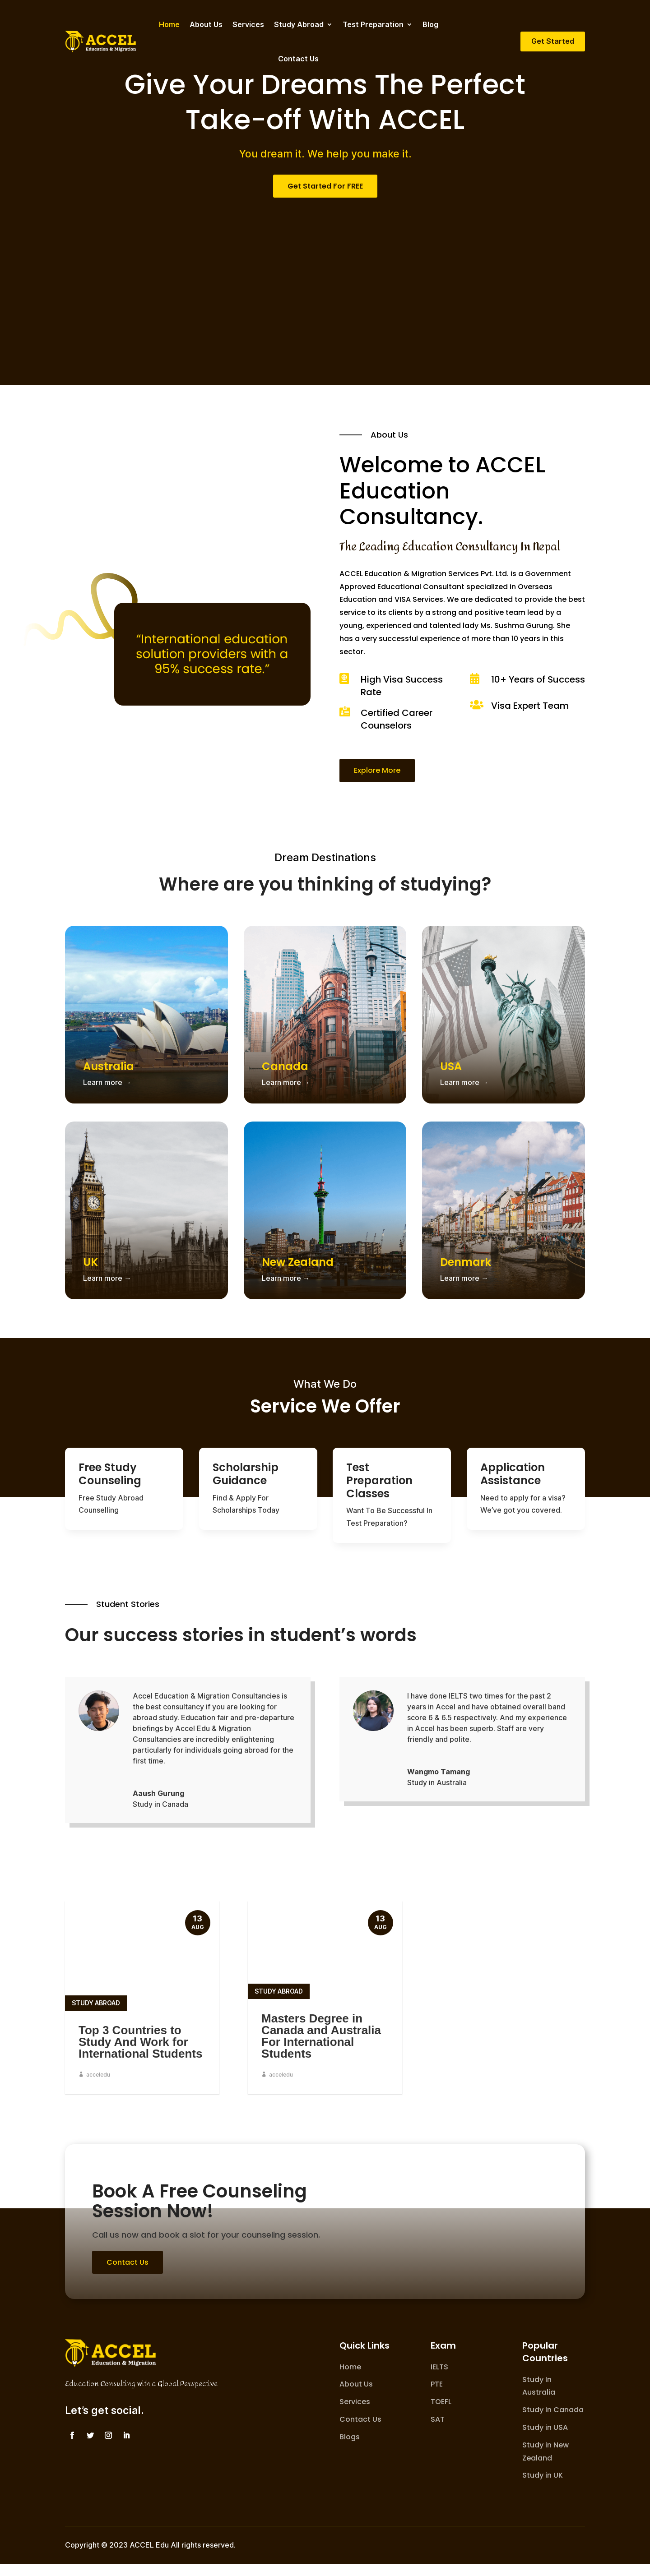 ACCEL
Education & Migration
Home
About Us
Services
Study Abroad
Test Preparation
Blog
Contact Us
Get Started
Give Your Dreams The Perfect
Take-off With ACCEL
You dream it. We help you make it.
Get Started For FREE
“International education
solution providers with a
95% success rate.”
About Us
Welcome to ACCEL
Education
Consultancy.
The Leading Education Consultancy In Nepal
ACCEL Education & Migration Services Pvt. Ltd. is a Government
Approved Educational Consultant specialized in Overseas
Education and VISA Services. We are dedicated to provide the best
service to its clients by a strong and positive team lead by a
young, experienced and talented lady Ms. Sushma Gurung. She
has a very successful experience of more than 10 years in this
sector.
High Visa Success
Rate
Certified Career
Counselors
10+ Years of Success
Visa Expert Team
Explore More
Dream Destinations
Where are you thinking of studying?
Australia
Learn more →
Canada
Learn more →
USA
Learn more →
UK
Learn more →
New Zealand
Learn more →
Denmark
Learn more →
What We Do
Service We Offer
Free Study
Counseling
Free Study Abroad
Counselling
Scholarship
Guidance
Find & Apply For
Scholarships Today
Test
Preparation
Classes
Want To Be Successful In
Test Preparation?
Application
Assistance
Need to apply for a visa?
We’ve got you covered.
Student Stories
Our success stories in student’s words
Accel Education & Migration Consultancies is
the best consultancy if you are looking for
abroad study. Education fair and pre-departure
briefings by Accel Edu & Migration
Consultancies are incredibly enlightening
particularly for individuals going abroad for the
first time.
Aaush Gurung
Study in Canada
I have done IELTS two times for the past 2
years in Accel and have obtained overall band
score 6 & 6.5 respectively. And my experience
in Accel has been superb. Staff are very
friendly and polite.
Wangmo Tamang
Study in Australia
13
AUG
STUDY ABROAD
Top 3 Countries to
Study And Work for
International Students
acceledu
13
AUG
STUDY ABROAD
Masters Degree in
Canada and Australia
For International
Students
acceledu
Book A Free Counseling
Session Now!
Call us now and book a slot for your counseling session.
Contact Us
ACCEL
Education & Migration
Education Consulting with a Global Perspective
Let’s get social.
Quick Links
Home
About Us
Services
Contact Us
Blogs
Exam
IELTS
PTE
TOEFL
SAT
Popular
Countries
Study In
Australia
Study In Canada
Study in USA
Study in New
Zealand
Study in UK
Copyright © 2023 ACCEL Edu All rights reserved.